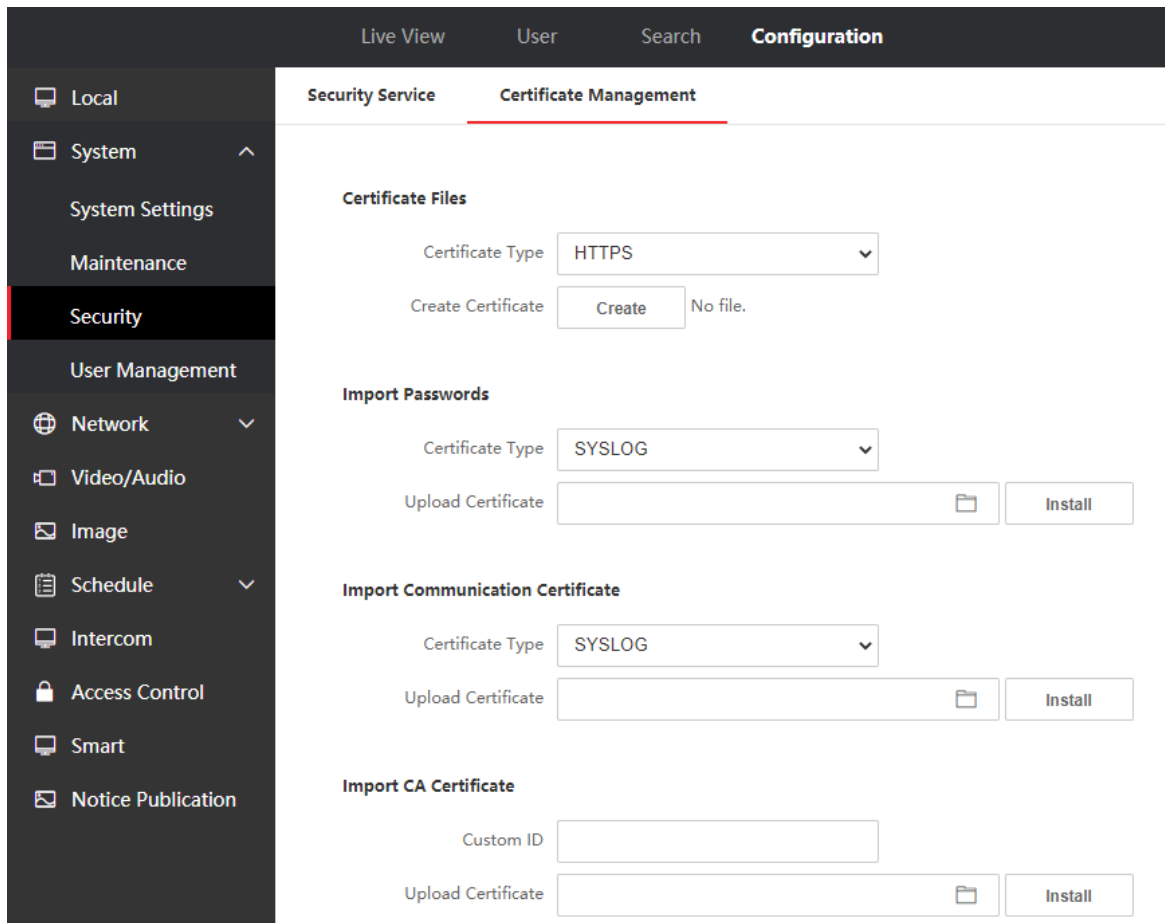 Live View User Search Configuration
Local
System
System Settings
Maintenance
Security
User Management
Network
Video/Audio
Image
Schedule
Intercom
Access Control
Smart
Notice Publication
Security Service Certificate Management
Certificate Files
Certificate Type HTTPS
Create Certificate Create No file.
Import Passwords
Certificate Type SYSLOG
Upload Certificate Install
Import Communication Certificate
Certificate Type SYSLOG
Upload Certificate Install
Import CA Certificate
Custom ID
Upload Certificate Install